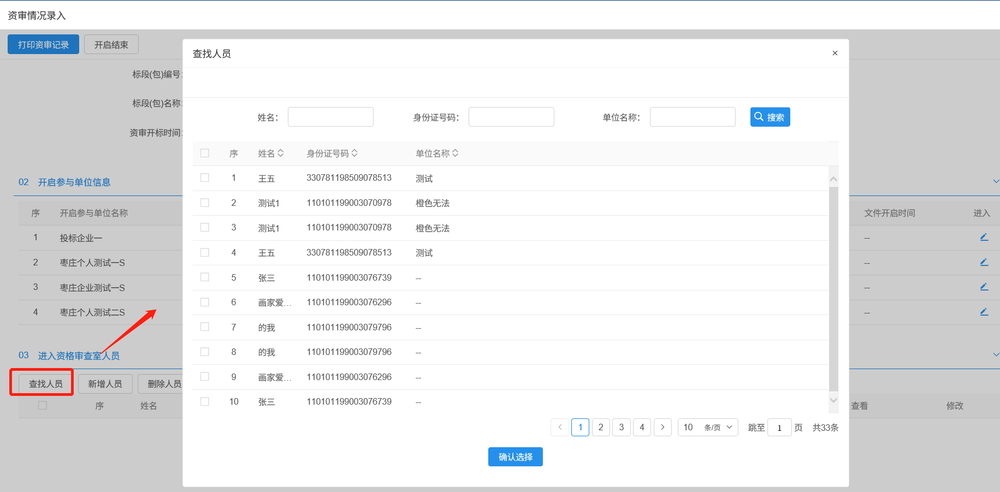 资审情况录入
打印资审记录 开启结束
标段(包)编号:
标段(包)名称:
资审开标时间:
02 开启参与单位信息
序 开启参与单位名称 文件开启时间 进入
1 投标企业一 --
2 枣庄个人测试一S --
3 枣庄企业测试一S --
4 枣庄个人测试二S --
03 进入资格审查室人员
查找人员 新增人员 删除人员
序 姓名 查看 修改
查找人员 ×
姓名： 身份证号码： 单位名称： 搜索
序 姓名 身份证号码 单位名称
1 王五 330781198509078513 测试
2 测试1 110101199003070978 橙色无法
3 测试1 110101199003070978 橙色无法
4 王五 330781198509078513 测试
5 张三 110101199003076739 --
6 画家爱... 110101199003076296 --
7 的我 110101199003079796 --
8 的我 110101199003079796 --
9 画家爱... 110101199003076296 --
10 张三 110101199003076739 --
< 1 2 3 4 > 10 条/页 跳至 1 页 共33条
确认选择